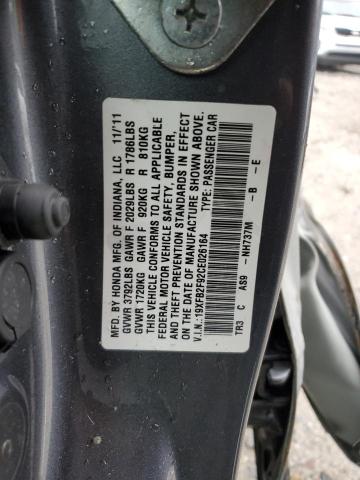 MFD BY HONDA MFG. OF INDIANA, LLC 11/'11
GVWR 3792LBS GAWR F 2029LBS R 1786LBS
GVWR 1720KG GAWR F 920KG R 810KG
THIS VEHICLE CONFORMS TO ALL APPLICABLE
FEDERAL MOTOR VEHICLE SAFETY, BUMPER,
AND THEFT PREVENTION STANDARDS IN EFFECT
ON THE DATE OF MANUFACTURE SHOWN ABOVE.
V.I.N.:19XFB2F92CE026164 TYPE: PASSENGER CAR
TR3 C AS9 -NH737M -B -E